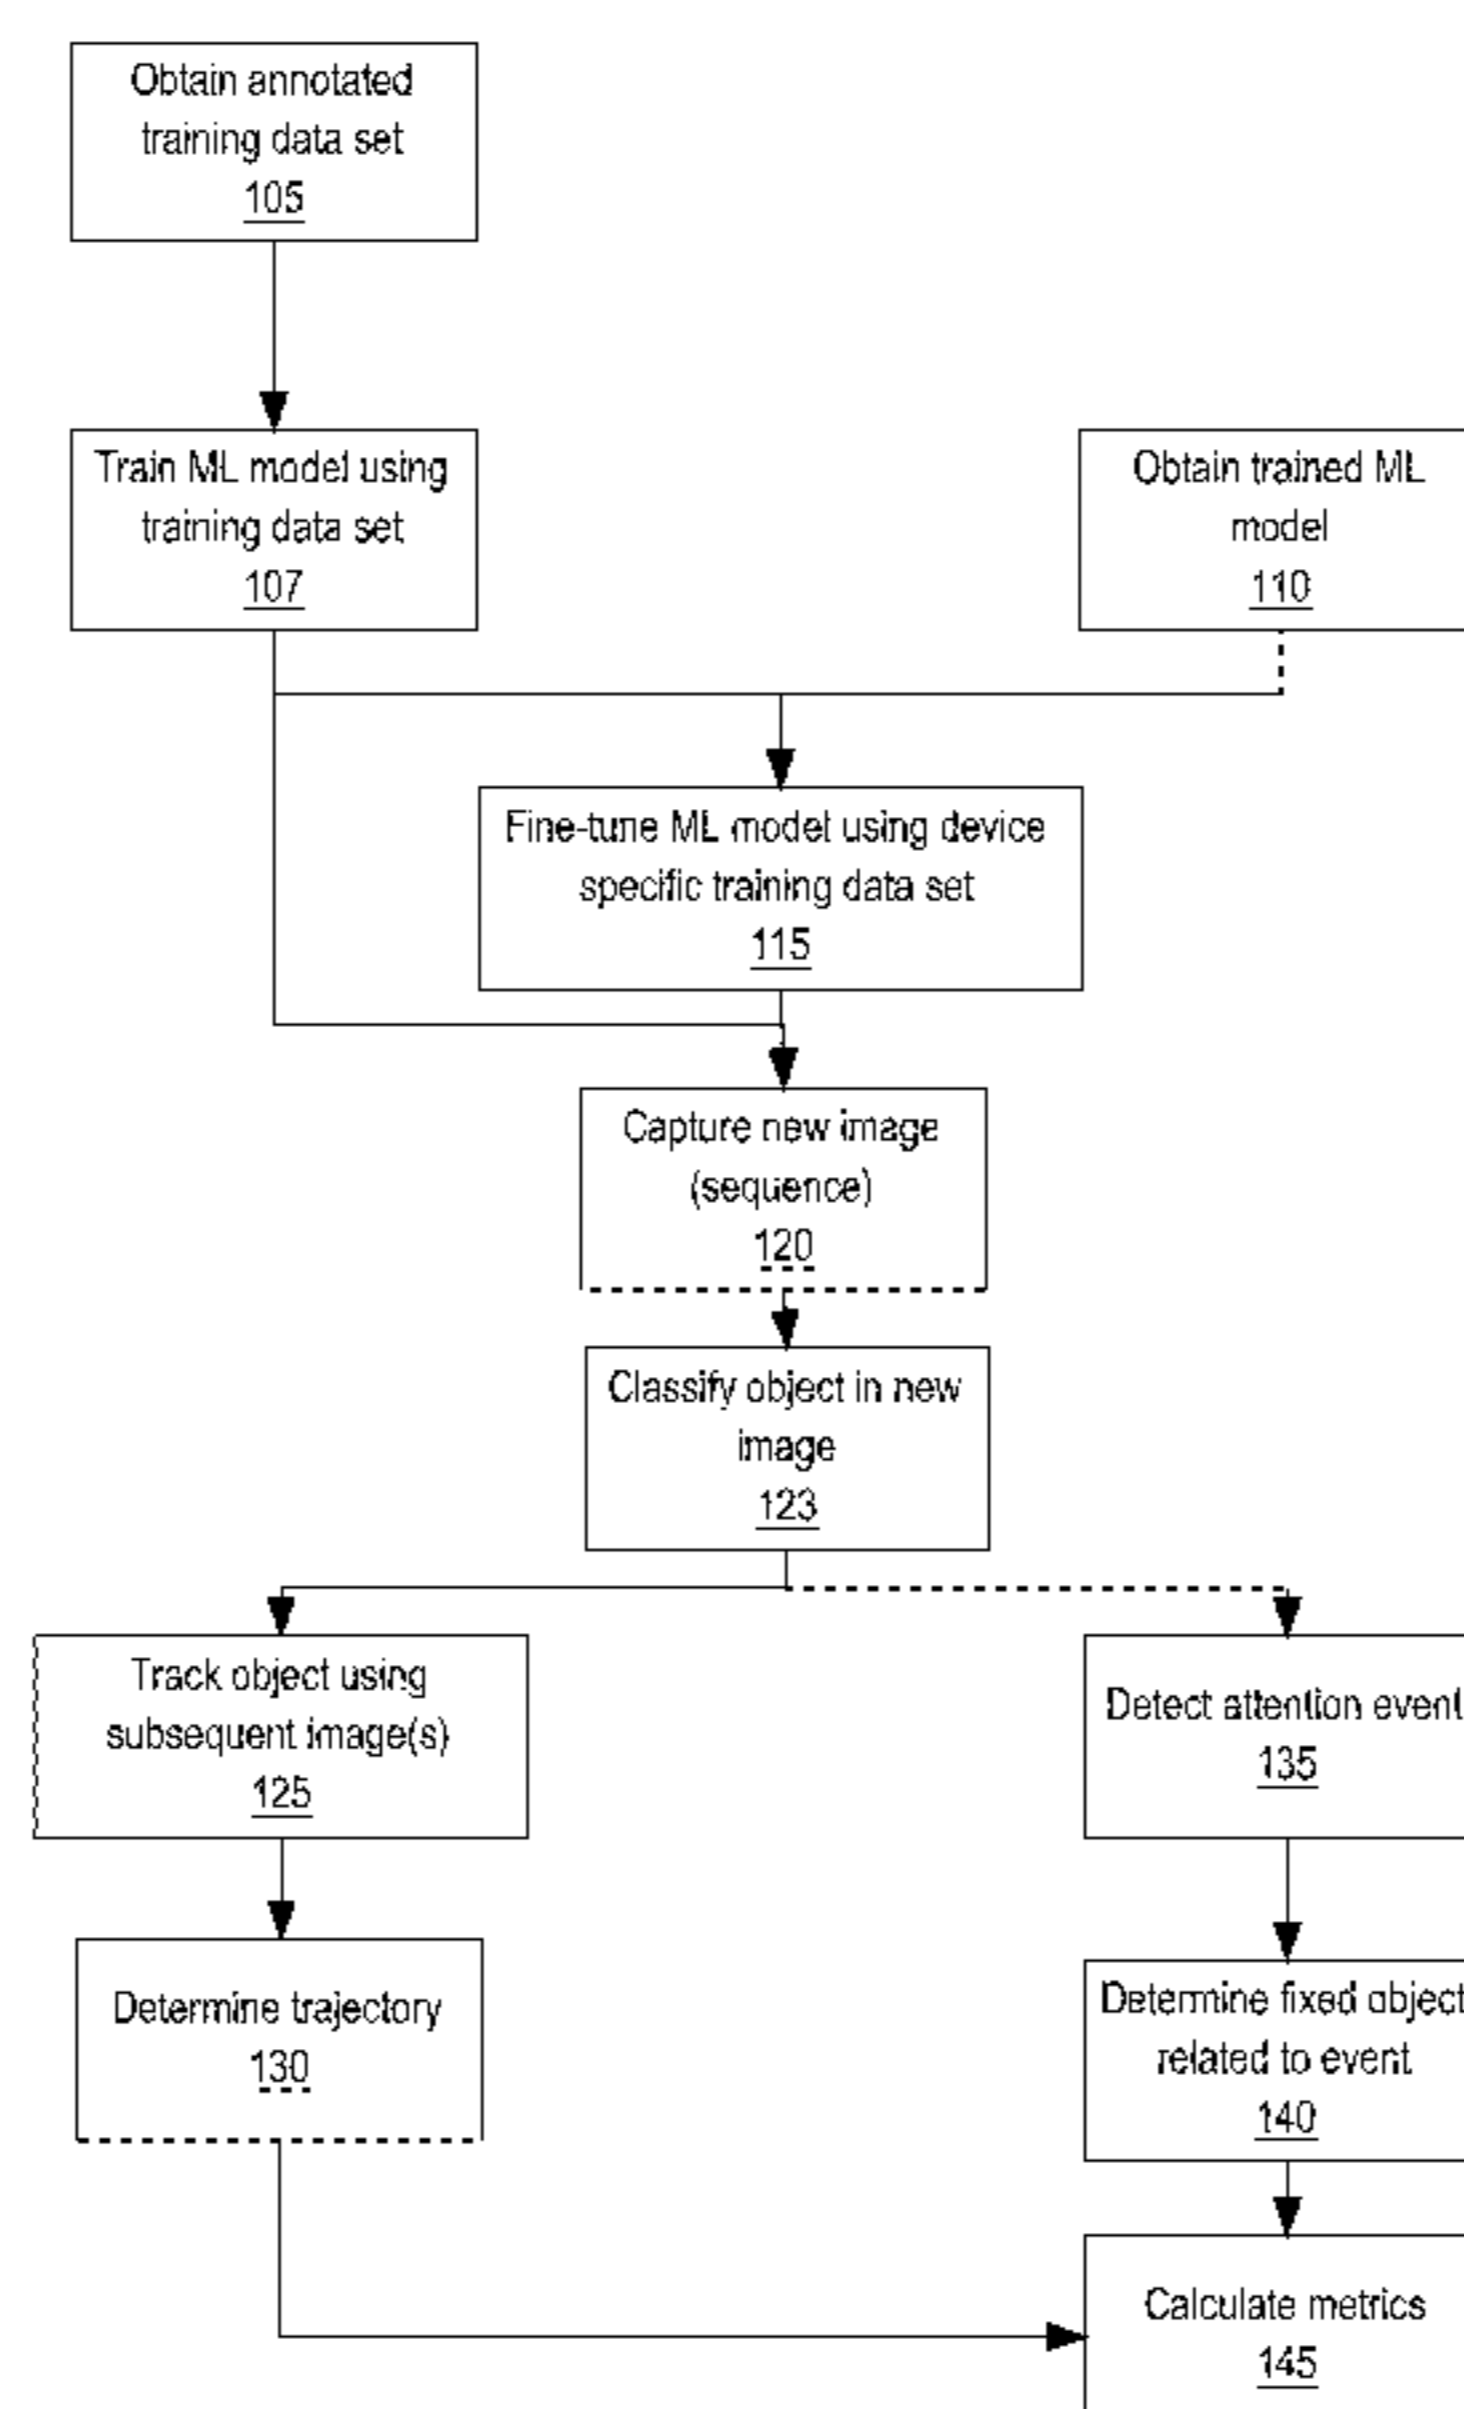 Obtain annotated
training data set
105
Train ML model using
training data set
107
Obtain trained ML
model
110
Fine-tune ML model using device
specific training data set
115
Capture new image
(sequence)
120
Classify object in new
image
123
Track object using
subsequent image(s)
125
Detect attention event
135
Determine trajectory
130
Determine fixed object
related to event
140
Calculate metrics
145